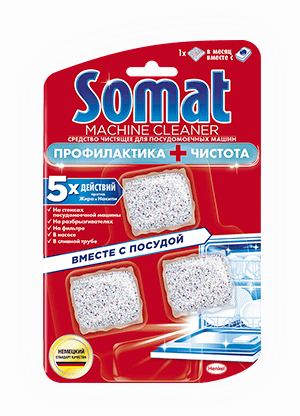 1x в месяц вместе с
Somat
MACHINE CLEANER
СРЕДСТВО ЧИСТЯЩЕЕ ДЛЯ ПОСУДОМОЕЧНЫХ МАШИН
ПРОФИЛАКТИКА + ЧИСТОТА
5x ДЕЙСТВИЙ
против
Жира и Накипи
На стенках
посудомоечной машины
На разбрызгивателях
На фильтре
В насосе
В сливной трубе
ВМЕСТЕ С ПОСУДОЙ
НЕМЕЦКИЙ
СТАНДАРТ КАЧЕСТВА
Henkel